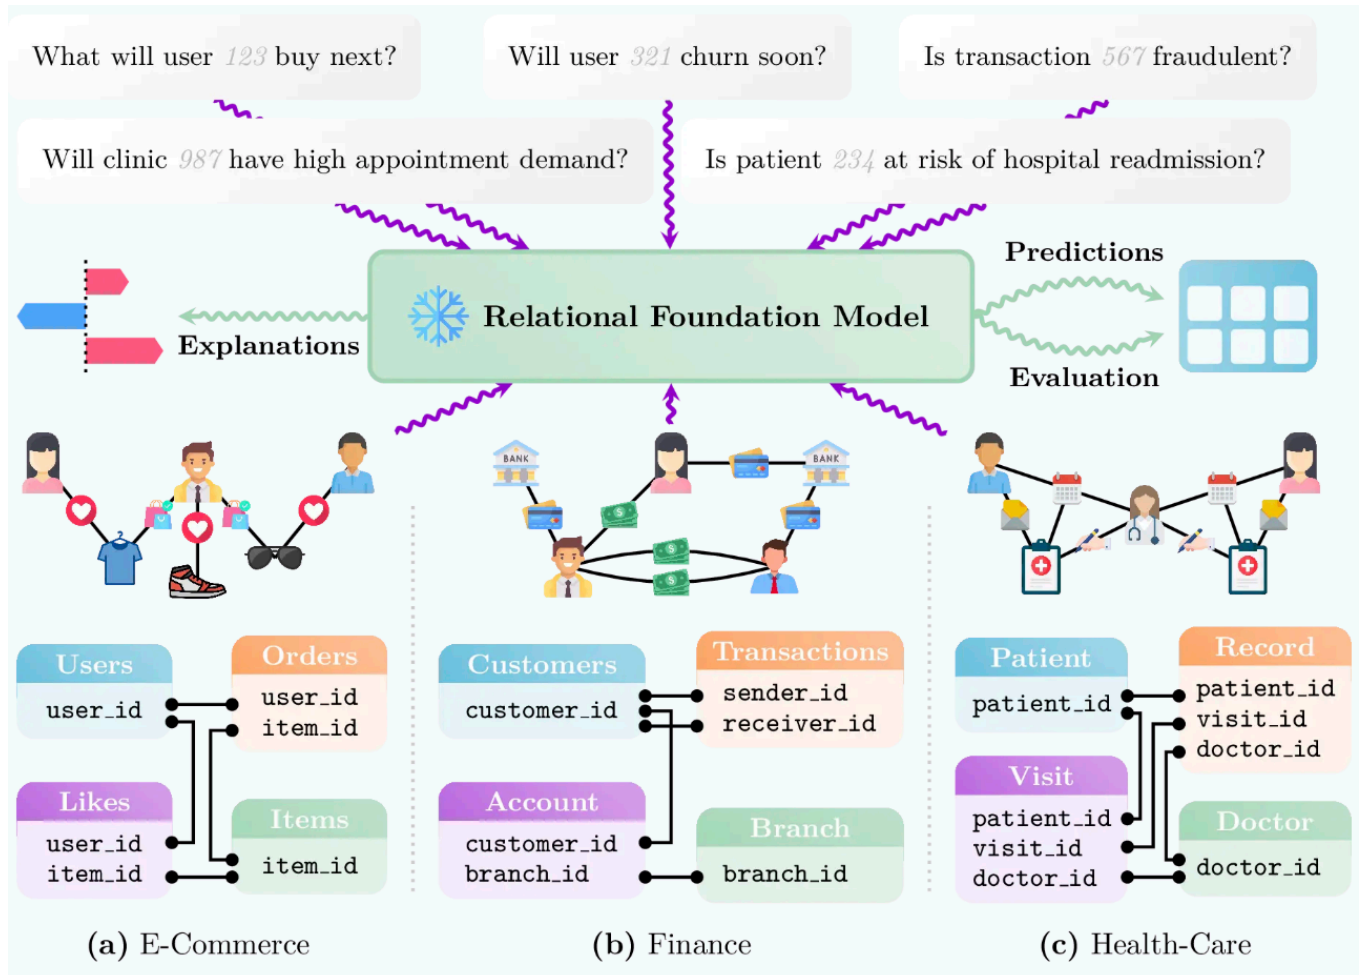 What will user 123 buy next?
Will user 321 churn soon?
Is transaction 567 fraudulent?
Will clinic 987 have high appointment demand?
Is patient 234 at risk of hospital readmission?
Predictions
Relational Foundation Model
Explanations
Evaluation
BANK
BANK
Users
user_id
Orders
user_id
item_id
Likes
user_id
item_id
Items
item_id
(a) E-Commerce
Customers
customer_id
Transactions
sender_id
receiver_id
Account
customer_id
branch_id
Branch
branch_id
(b) Finance
Patient
patient_id
Record
patient_id
visit_id
doctor_id
Visit
patient_id
visit_id
doctor_id
Doctor
doctor_id
(c) Health-Care